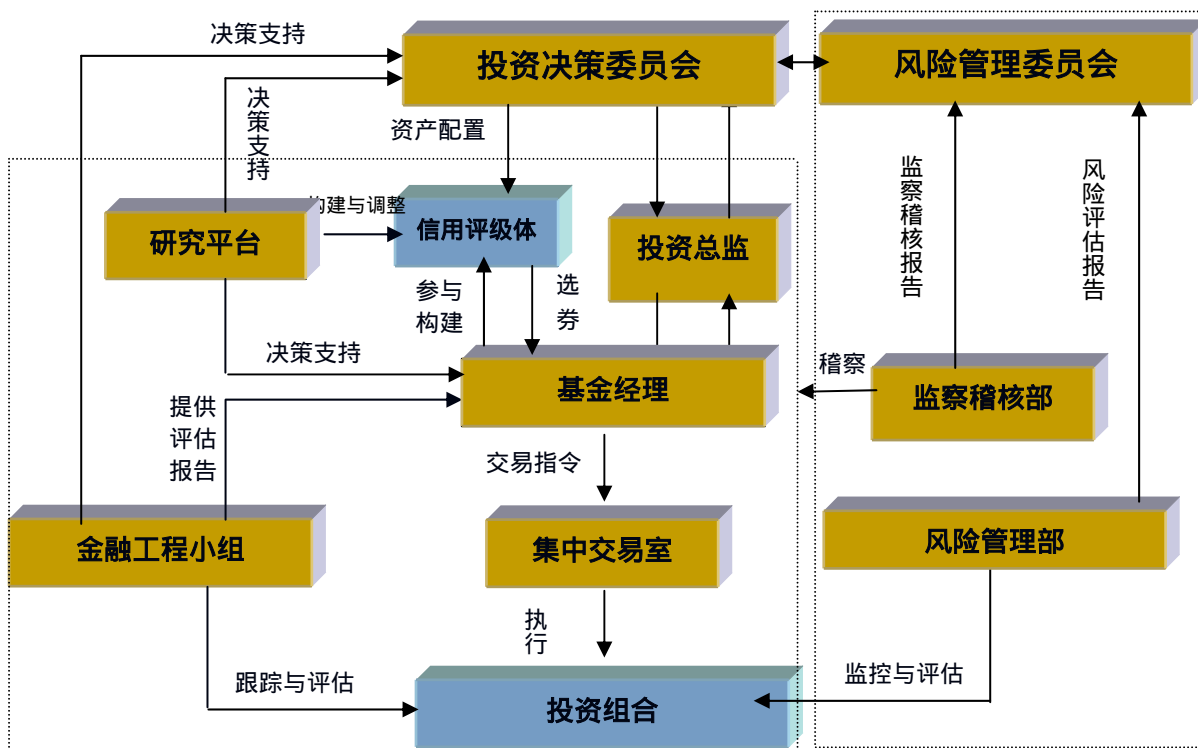 决策支持
投资决策委员会
风险管理委员会
决策支持
资产配置
监察稽核报告
风险评估报告
构建与调整
研究平台
信用评级体
投资总监
参与
构建
选
券
决策支持
基金经理
稽察
监察稽核部
提供
评估
报告
交易指令
金融工程小组
集中交易室
风险管理部
执行
跟踪与评估
投资组合
监控与评估